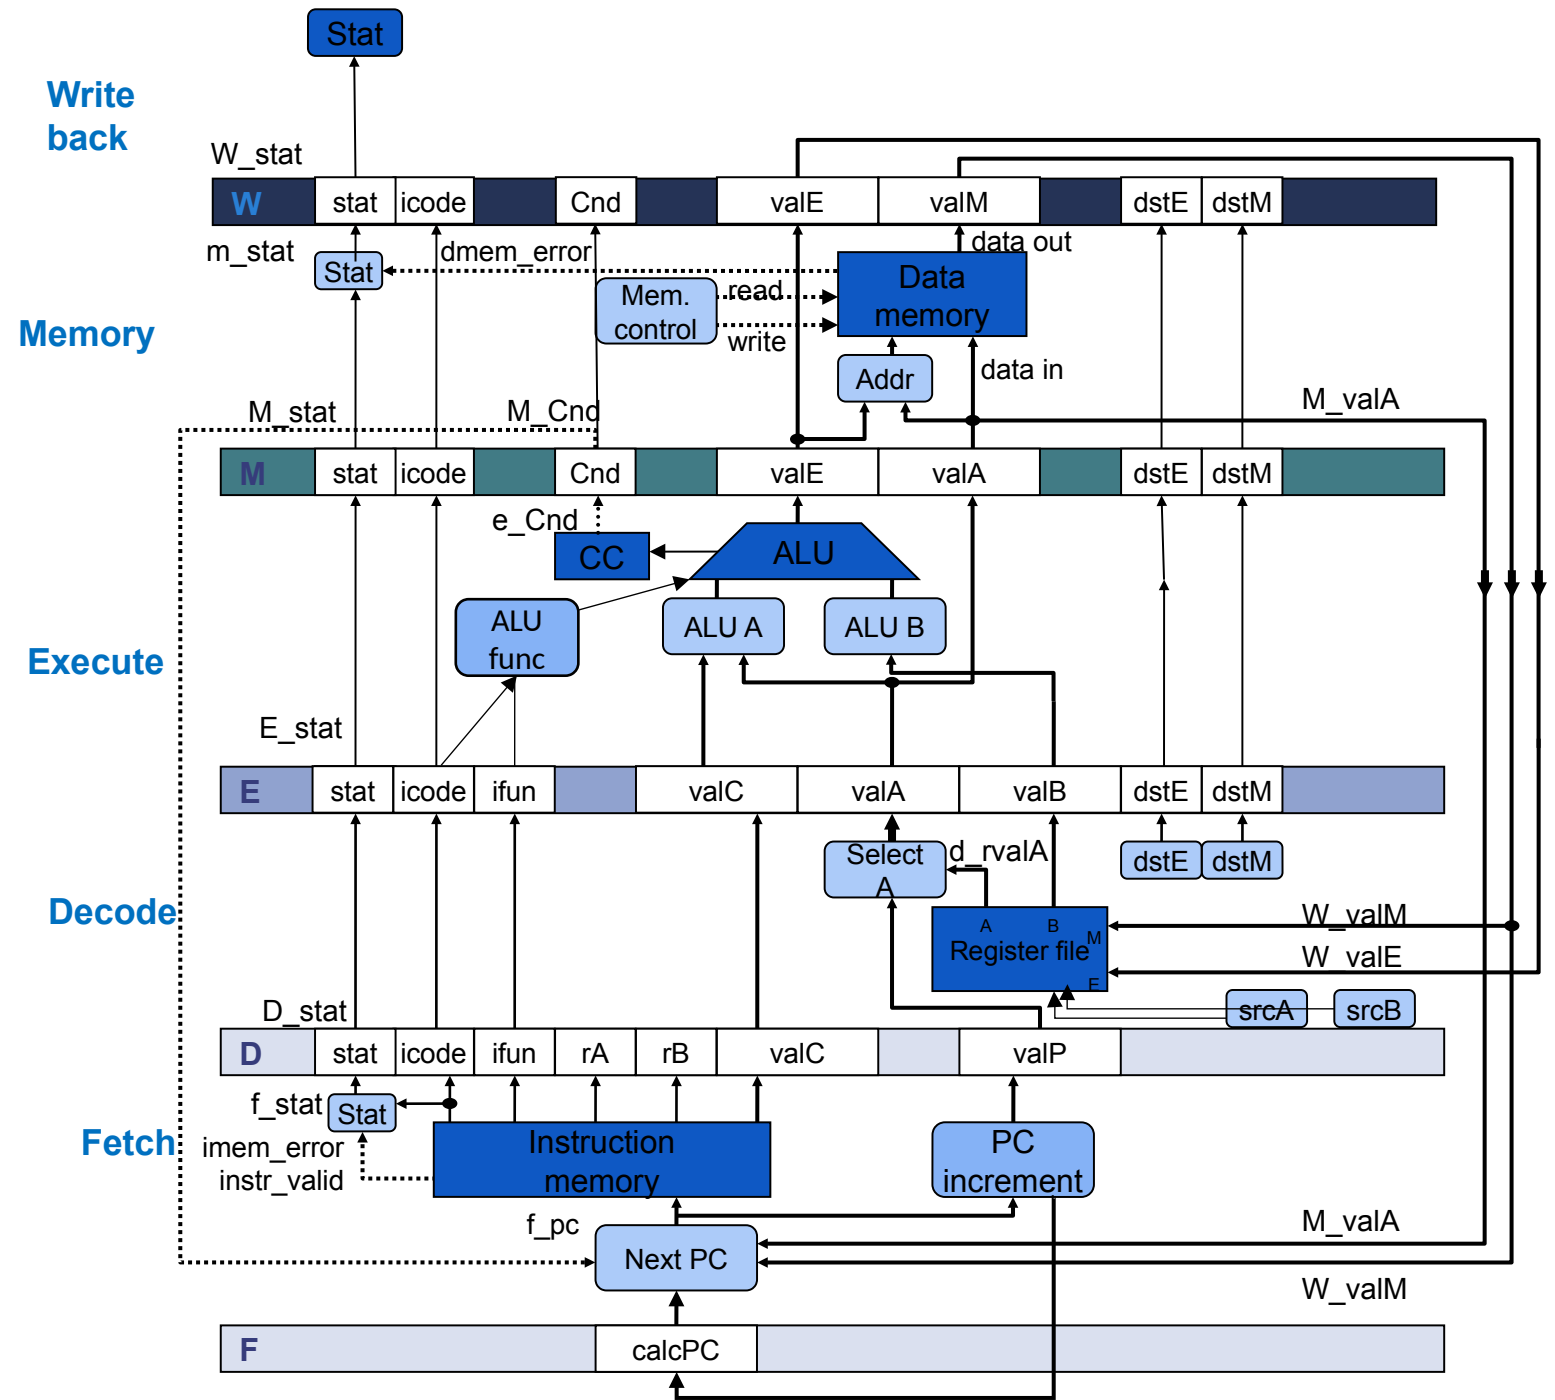 Stat
Write
back
W_stat
W
stat
icode
Cnd
valE
valM
dstE
dstM
m_stat
Stat
dmem_error
data out
Data
memory
Mem.
control
read
write
Memory
Addr
data in
M_stat
M_Cnd
M_valA
M
stat
icode
Cnd
valE
valA
dstE
dstM
e_Cnd
CC
ALU
ALU
func
ALU A
ALU B
Execute
E_stat
E
stat
icode
ifun
valC
valA
valB
dstE
dstM
Select
A
d_rvalA
dstE
dstM
Decode
A
B
M
Register file
E
W_valM
W_valE
srcA
srcB
D_stat
D
stat
icode
ifun
rA
rB
valC
valP
f_stat
Stat
Fetch
imem_error
instr_valid
Instruction
memory
PC
increment
f_pc
Next PC
M_valA
W_valM
F
calcPC